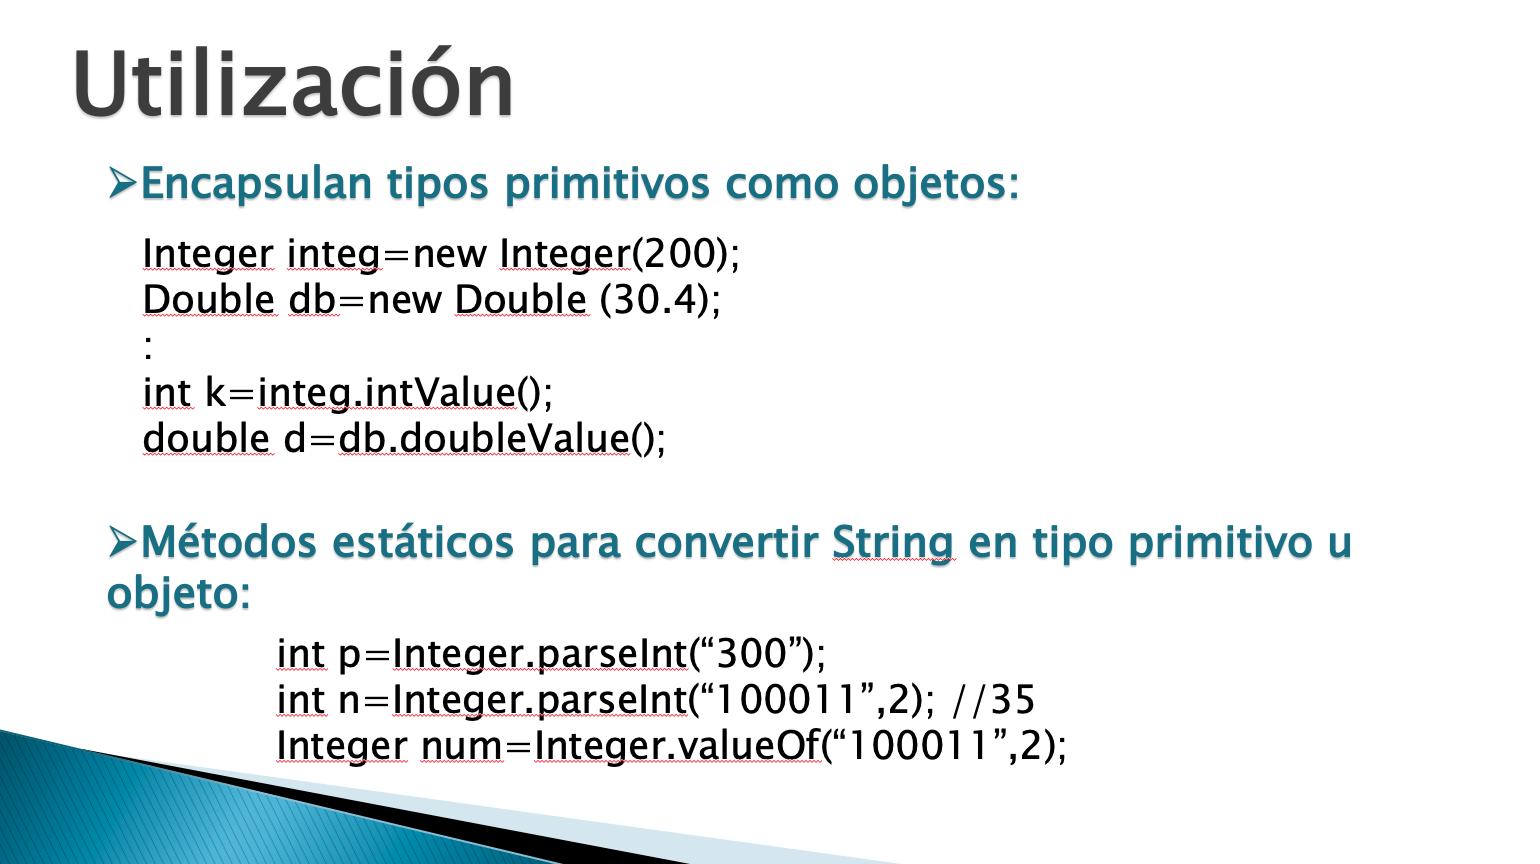 Utilización
➢Encapsulan tipos primitivos como objetos:
Integer integ=new Integer(200);
Double db=new Double (30.4);
:
int k=integ.intValue();
double d=db.doubleValue();
➢Métodos estáticos para convertir String en tipo primitivo u
objeto:
int p=Integer.parseInt(“300”);
int n=Integer.parseInt(“100011”,2); //35
Integer num=Integer.valueOf(“100011”,2);